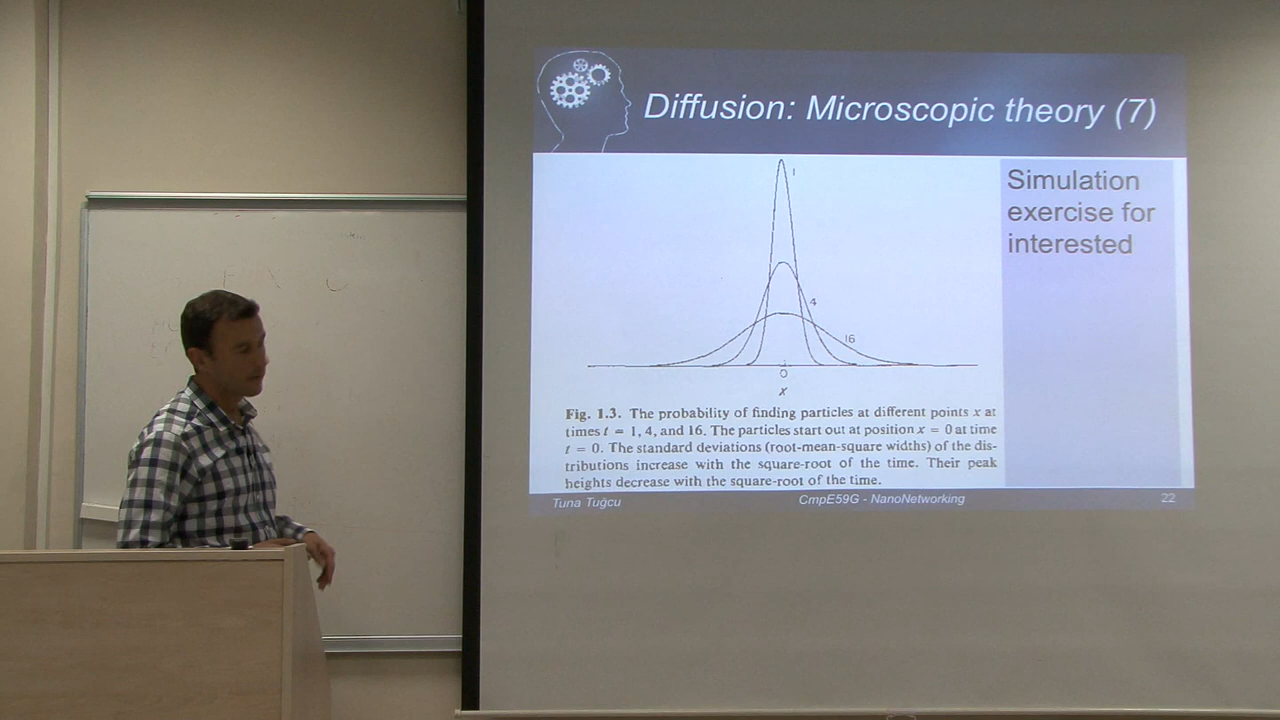 Diffusion: Microscopic theory (7)
1
4
16
0
x
Fig. 1.3. The probability of finding particles at different points x at
times t = 1, 4, and 16. The particles start out at position x = 0 at time
t = 0. The standard deviations (root-mean-square widths) of the dis-
tributions increase with the square-root of the time. Their peak
heights decrease with the square-root of the time.
Simulation
exercise for
interested
Tuna Tuğcu
CmpE59G - NanoNetworking
22